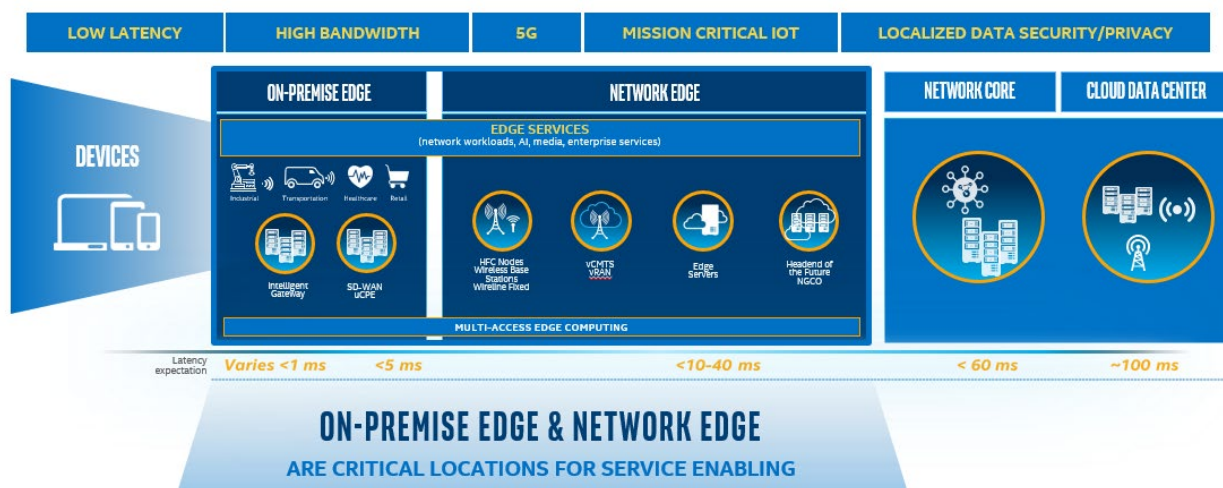 LOW LATENCY
HIGH BANDWIDTH
5G
MISSION CRITICAL IOT
LOCALIZED DATA SECURITY/PRIVACY
DEVICES
ON-PREMISE EDGE
NETWORK EDGE
EDGE SERVICES
(network workloads, AI, media, enterprise services)
Industrial
Transportation
Healthcare
Retail
Intelligent
Gateway
SD-WAN
uCPE
HFC Nodes
Wireless Base
Stations
Wireline Fixed
vCMTS
vRAN
Edge
Servers
Headend of
the Future
NGCO
MULTI-ACCESS EDGE COMPUTING
NETWORK CORE
CLOUD DATA CENTER
Latency
expectation
Varies <1 ms
<5 ms
<10-40 ms
< 60 ms
~100 ms
ON-PREMISE EDGE & NETWORK EDGE
ARE CRITICAL LOCATIONS FOR SERVICE ENABLING